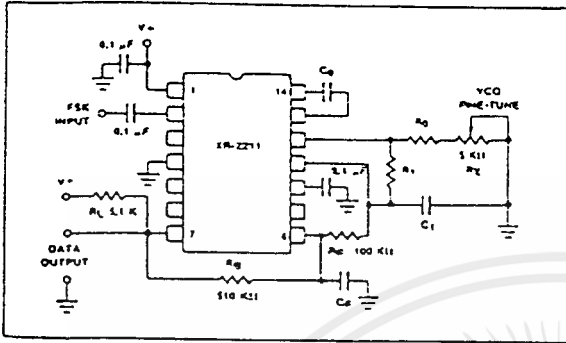 V+
0,1 μF
1
14
C0
FSK
INPUT
0,1 μF
XR-2211
VCO
FINE-TUNE
R0
5 KΩ
RX
R1
0,1 μF
C1
V+
RL 5,1 K
7
8
RF 100 KΩ
DATA
OUTPUT
RB
510 KΩ
CF